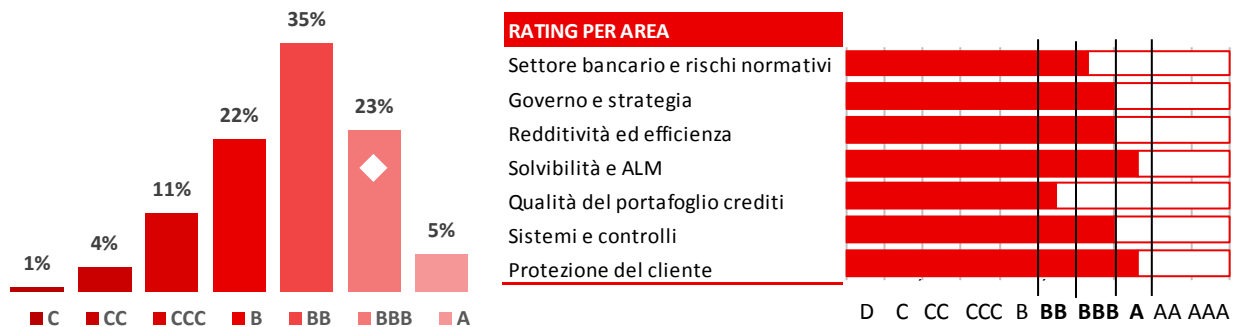 35%
23%
22%
11%
5%
4%
1%
C CC CCC B BB BBB A
RATING PER AREA
Settore bancario e rischi normativi
Governo e strategia
Redditività ed efficienza
Solvibilità e ALM
Qualità del portafoglio crediti
Sistemi e controlli
Protezione del cliente
D C CC CCC B BB BBB A AA AAA